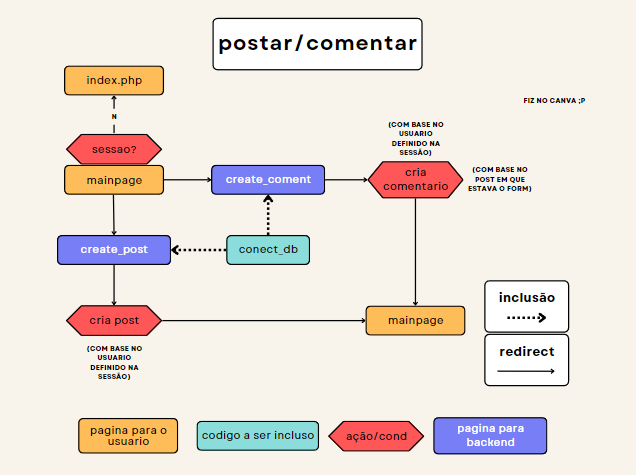 postar/comentar
index.php
FIZ NO CANVA ;P
N
(COM BASE NO
USUARIO
DEFINIDO NA
SESSÃO)
sessao?
mainpage
create_coment
cria
comentario
(COM BASE NO
POST EM QUE
ESTAVA O FORM)
create_post
conect_db
inclusão
cria post
mainpage
redirect
(COM BASE NO
USUARIO
DEFINIDO NA
SESSÃO)
pagina para o
usuario
codigo a ser incluso
ação/cond
pagina para
backend